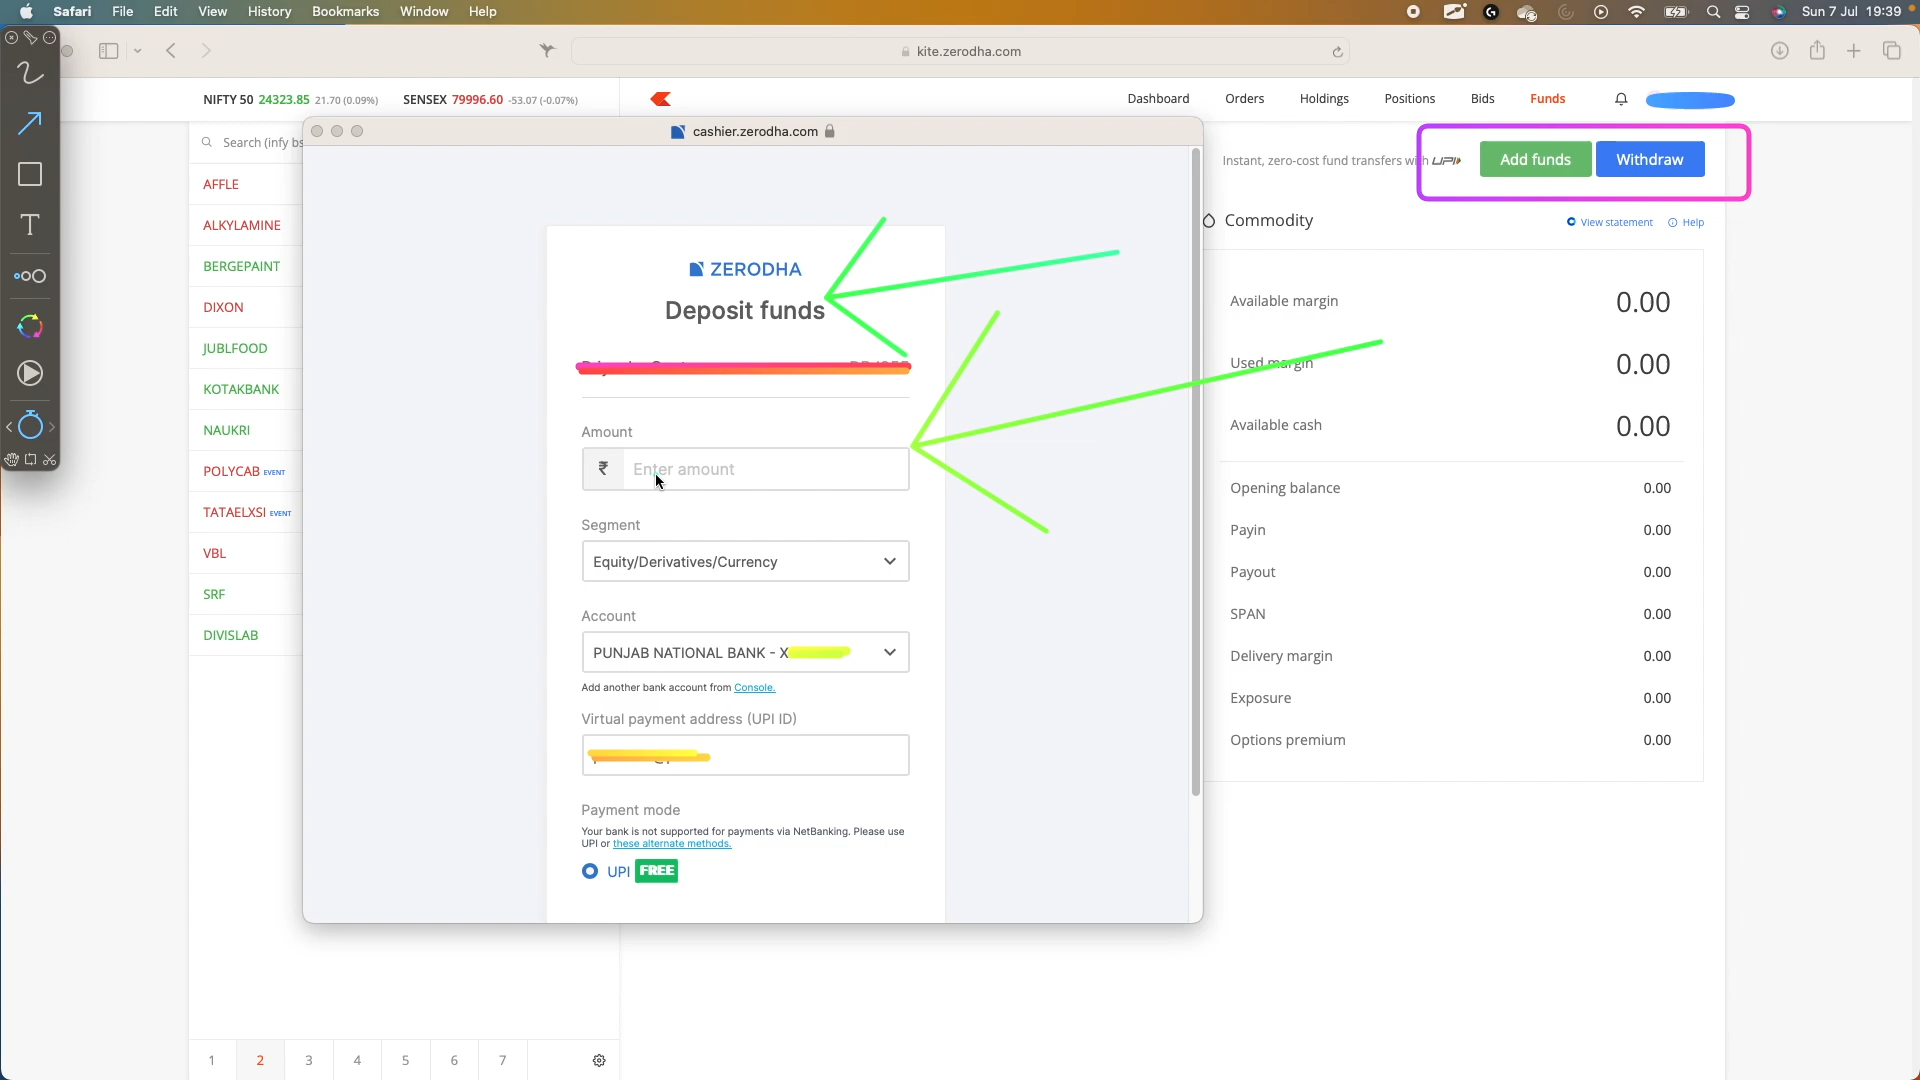 Safari File Edit View History Bookmarks Window Help
Sun 7 Jul 19:39
kite.zerodha.com
NIFTY 50 24323.85 21.70 (0.09%) SENSEX 79996.60 -53.07 (-0.07%)
Dashboard Orders Holdings Positions Bids Funds
Search (infy bs
AFFLE
ALKYLAMINE
BERGEPAINT
DIXON
JUBLFOOD
KOTAKBANK
NAUKRI
POLYCAB EVENT
TATAELXSI EVENT
VBL
SRF
DIVISLAB
1 2 3 4 5 6 7
cashier.zerodha.com
ZERODHA
Deposit funds
Amount
₹ Enter amount
Segment
Equity/Derivatives/Currency
Account
PUNJAB NATIONAL BANK - X
Add another bank account from Console.
Virtual payment address (UPI ID)
Payment mode
Your bank is not supported for payments via NetBanking. Please use
UPI or these alternate methods.
UPI FREE
Instant, zero-cost fund transfers with UPI Add funds Withdraw
Commodity View statement Help
Available margin 0.00
Used margin 0.00
Available cash 0.00
Opening balance 0.00
Payin 0.00
Payout 0.00
SPAN 0.00
Delivery margin 0.00
Exposure 0.00
Options premium 0.00
T